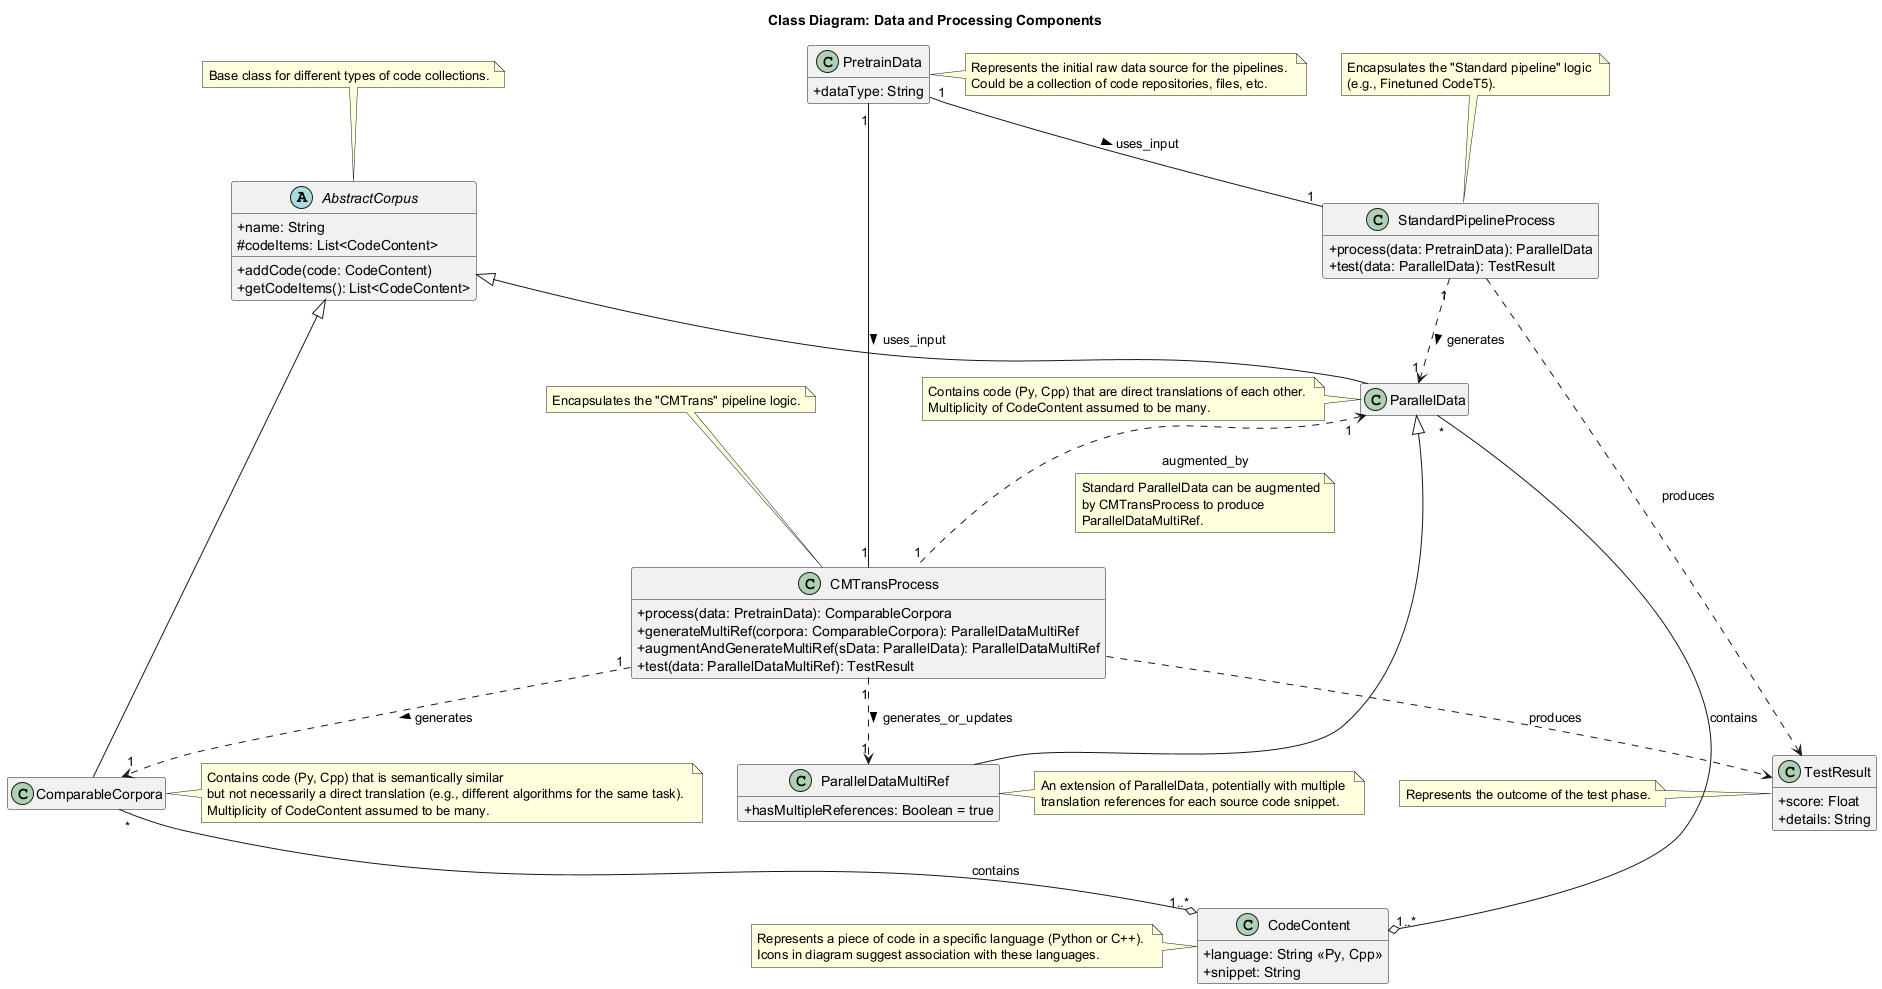 Class Diagram: Data and Processing Components
Base class for different types of code collections.
C PretrainData
+dataType: String
Represents the initial raw data source for the pipelines.
Could be a collection of code repositories, files, etc.
Encapsulates the "Standard pipeline" logic
(e.g., Finetuned CodeT5).
1
1
uses_input
1
A AbstractCorpus
+name: String
#codeItems: List<CodeContent>
+addCode(code: CodeContent)
+getCodeItems(): List<CodeContent>
C StandardPipelineProcess
+process(data: PretrainData): ParallelData
+test(data: ParallelData): TestResult
1
uses_input
generates
1
Encapsulates the "CMTrans" pipeline logic.
Contains code (Py, Cpp) that are direct translations of each other.
Multiplicity of CodeContent assumed to be many.
C ParallelData
1
*
augmented_by
Standard ParallelData can be augmented
by CMTransProcess to produce
ParallelDataMultiRef.
produces
1
1
C CMTransProcess
+process(data: PretrainData): ComparableCorpora
+generateMultiRef(corpora: ComparableCorpora): ParallelDataMultiRef
+augmentAndGenerateMultiRef(sData: ParallelData): ParallelDataMultiRef
+test(data: ParallelDataMultiRef): TestResult
1
1
generates
generates_or_updates
produces
contains
1
1
C ComparableCorpora
Contains code (Py, Cpp) that is semantically similar
but not necessarily a direct translation (e.g., different algorithms for the same task).
Multiplicity of CodeContent assumed to be many.
C ParallelDataMultiRef
+hasMultipleReferences: Boolean = true
An extension of ParallelData, potentially with multiple
translation references for each source code snippet.
Represents the outcome of the test phase.
C TestResult
+score: Float
+details: String
*
contains
1..*
1..*
Represents a piece of code in a specific language (Python or C++).
Icons in diagram suggest association with these languages.
C CodeContent
+language: String «Py, Cpp»
+snippet: String